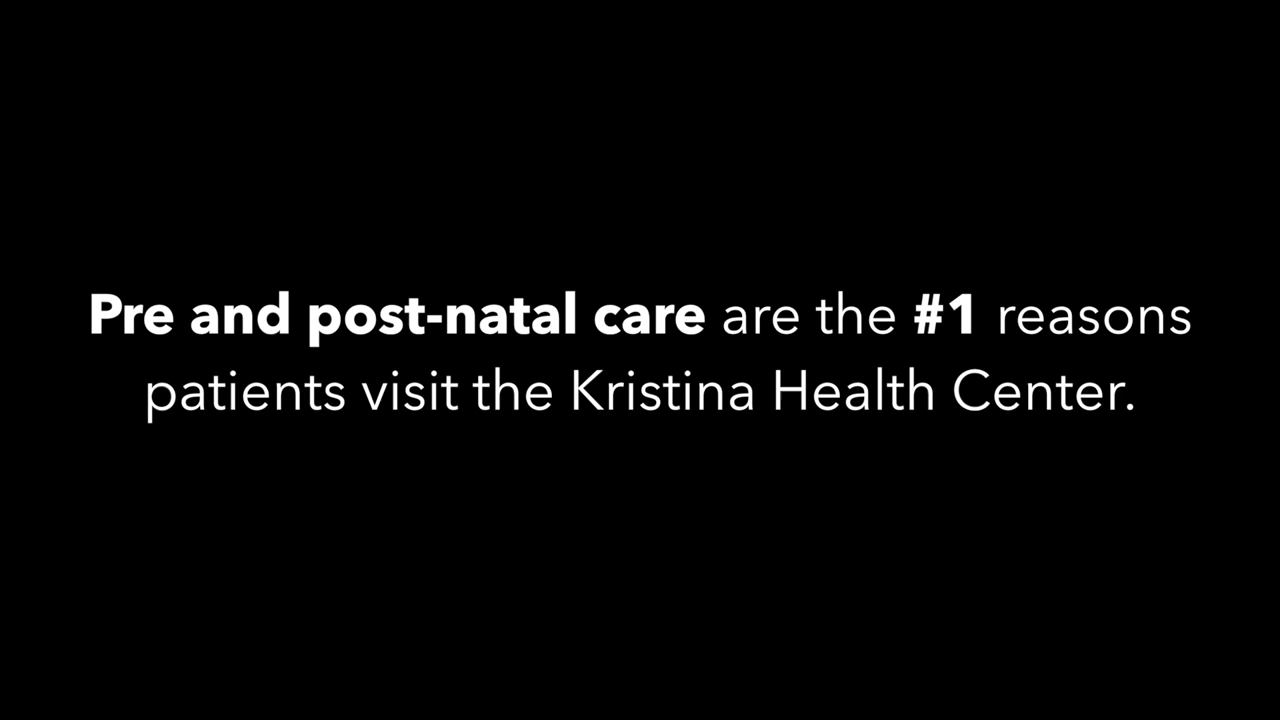 Pre and post-natal care are the #1 reasons
patients visit the Kristina Health Center.